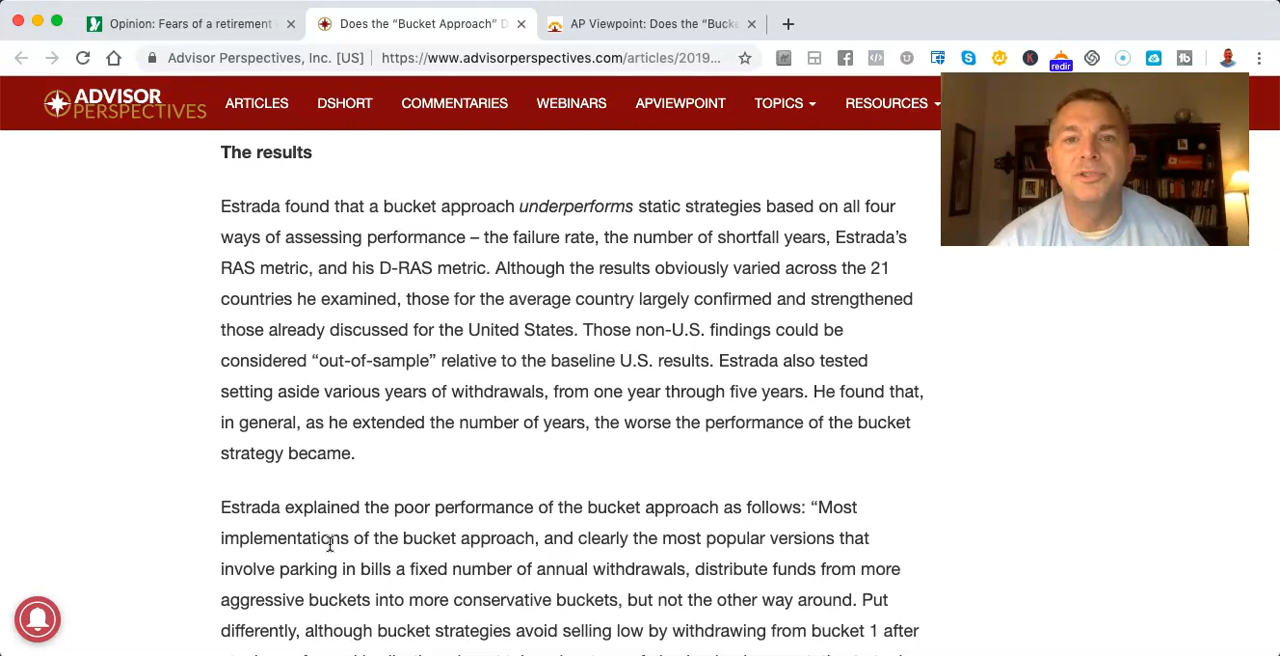 Opinion: Fears of a retirement
Does the “Bucket Approach” D
AP Viewpoint: Does the “Bucke
Advisor Perspectives, Inc. [US]
https://www.advisorperspectives.com/articles/2019...
redir
ADVISOR
PERSPECTIVES
ARTICLES
DSHORT
COMMENTARIES
WEBINARS
APVIEWPOINT
TOPICS
RESOURCES
The results
Estrada found that a bucket approach underperforms static strategies based on all four
ways of assessing performance – the failure rate, the number of shortfall years, Estrada’s
RAS metric, and his D-RAS metric. Although the results obviously varied across the 21
countries he examined, those for the average country largely confirmed and strengthened
those already discussed for the United States. Those non-U.S. findings could be
considered “out-of-sample” relative to the baseline U.S. results. Estrada also tested
setting aside various years of withdrawals, from one year through five years. He found that,
in general, as he extended the number of years, the worse the performance of the bucket
strategy became.
Estrada explained the poor performance of the bucket approach as follows: “Most
implementations of the bucket approach, and clearly the most popular versions that
involve parking in bills a fixed number of annual withdrawals, distribute funds from more
aggressive buckets into more conservative buckets, but not the other way around. Put
differently, although bucket strategies avoid selling low by withdrawing from bucket 1 after